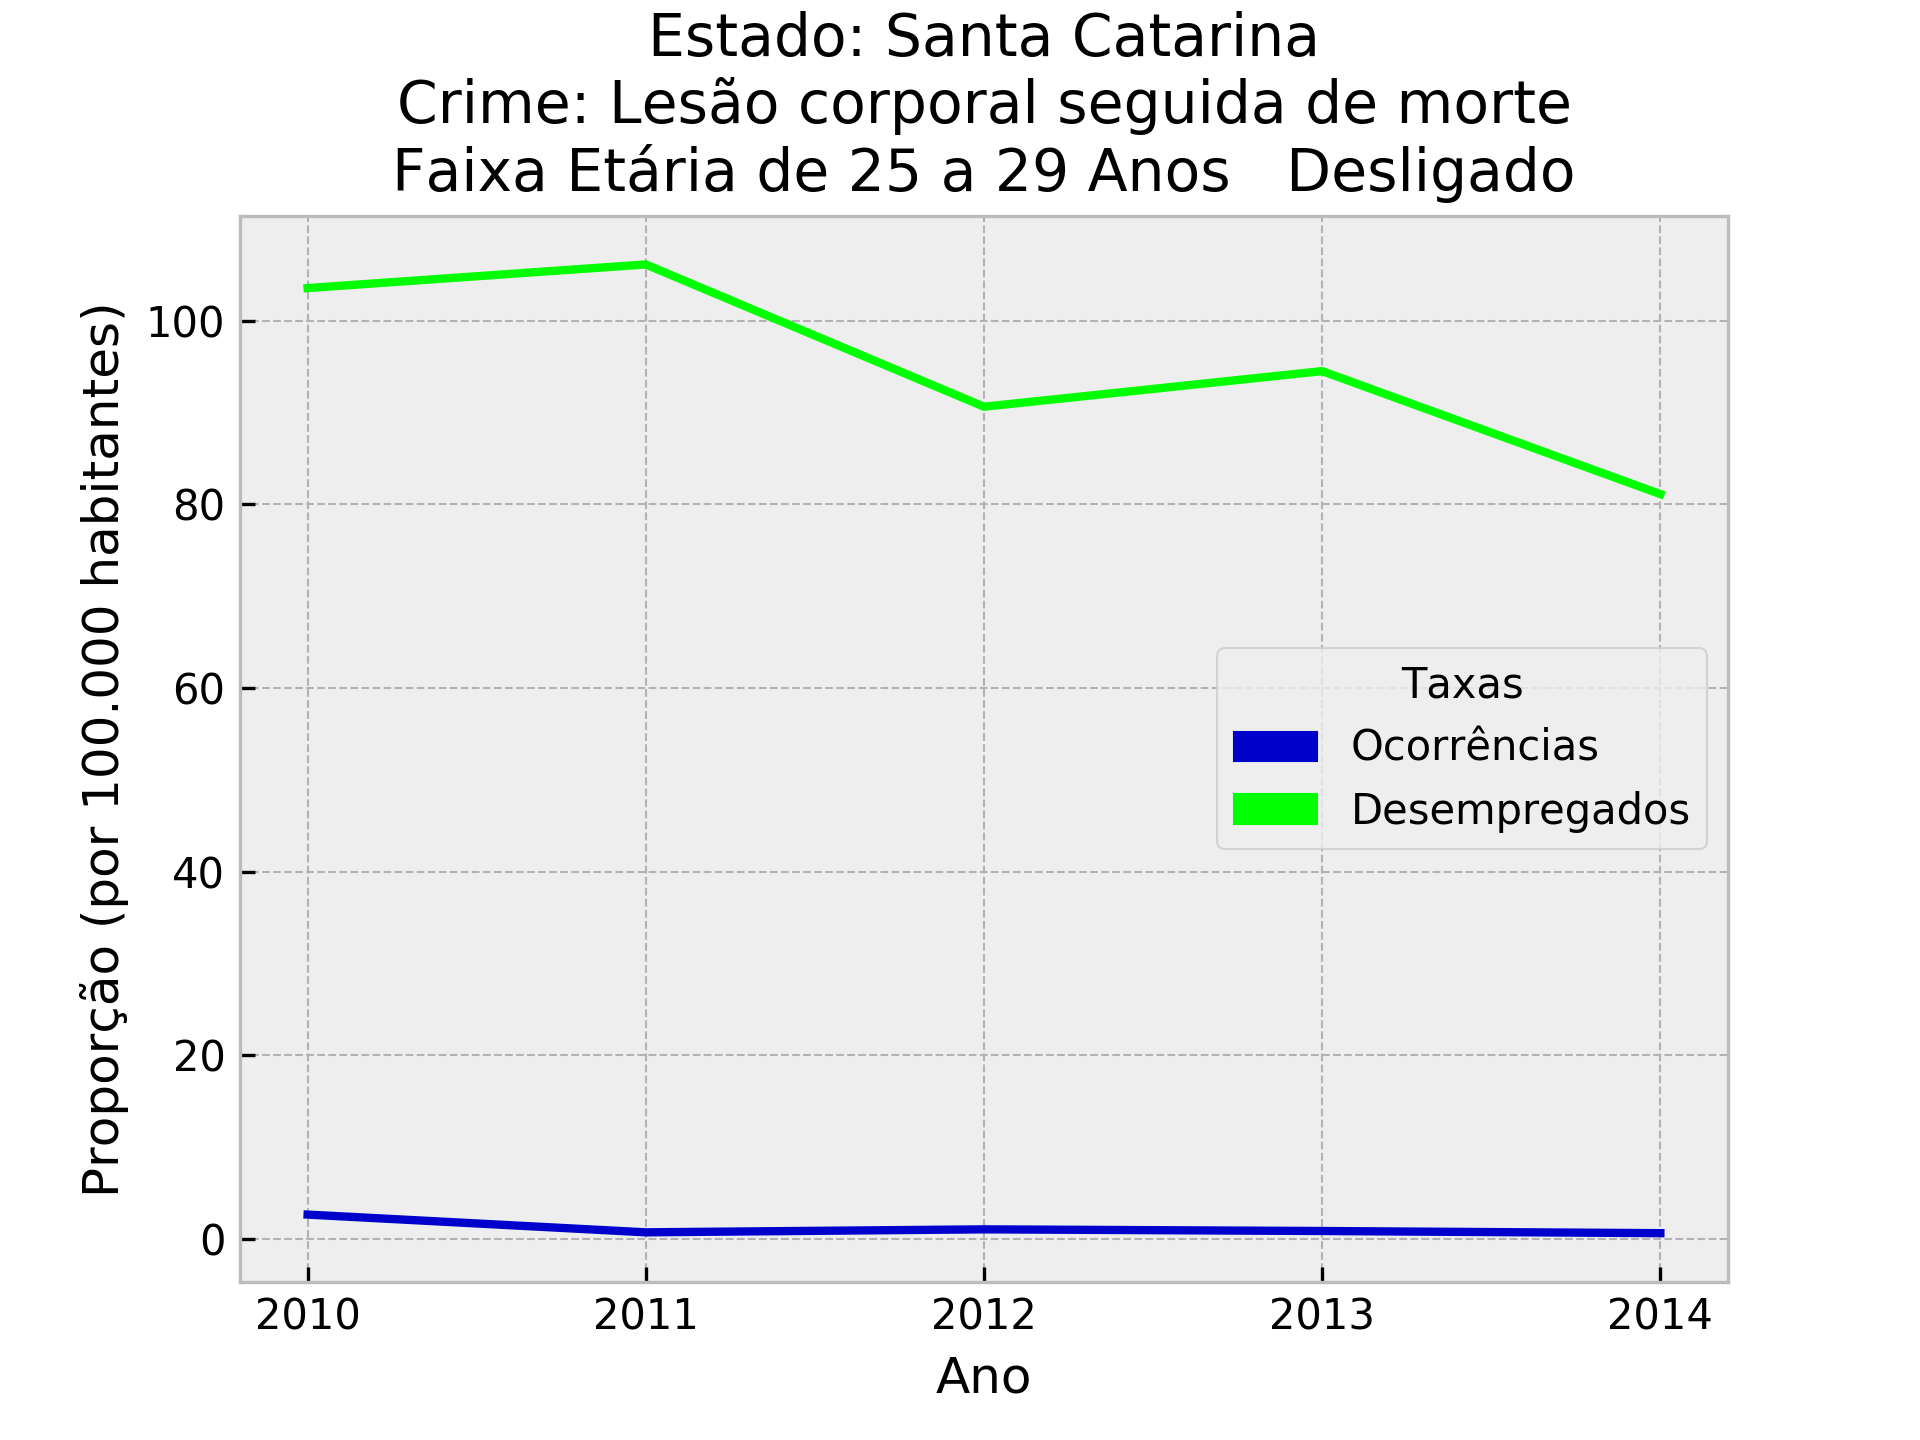 Estado: Santa Catarina
Crime: Lesão corporal seguida de morte
Faixa Etária de 25 a 29 Anos   Desligado
Proporção (por 100.000 habitantes)
100
80
60
40
20
0
Taxas
Ocorrências
Desempregados
2010 2011 2012 2013 2014
Ano